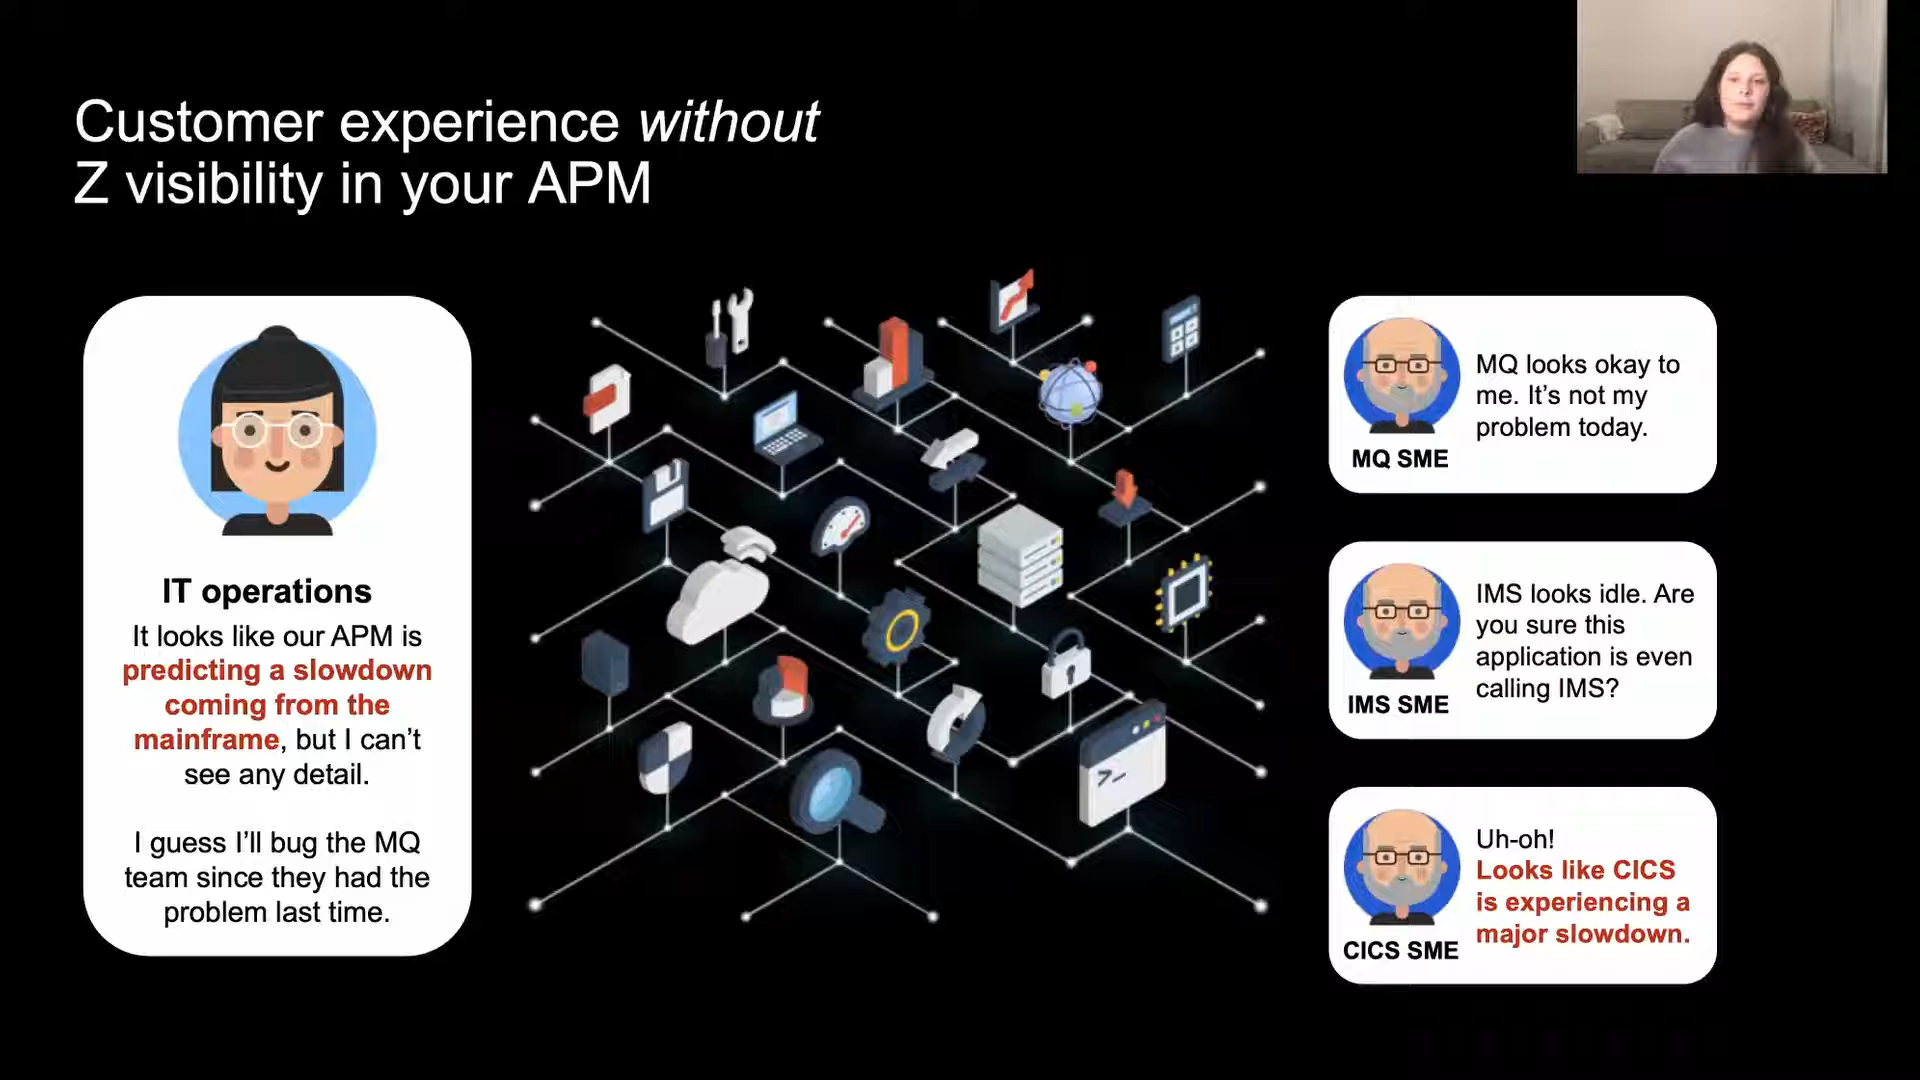 Customer experience without
Z visibility in your APM
IT operations
It looks like our APM is
predicting a slowdown
coming from the
mainframe, but I can't
see any detail.
I guess I'll bug the MQ
team since they had the
problem last time.
MQ looks okay to
me. It's not my
problem today.
MQ SME
IMS looks idle. Are
you sure this
application is even
calling IMS?
IMS SME
Uh-oh!
Looks like CICS
is experiencing a
major slowdown.
CICS SME
>-